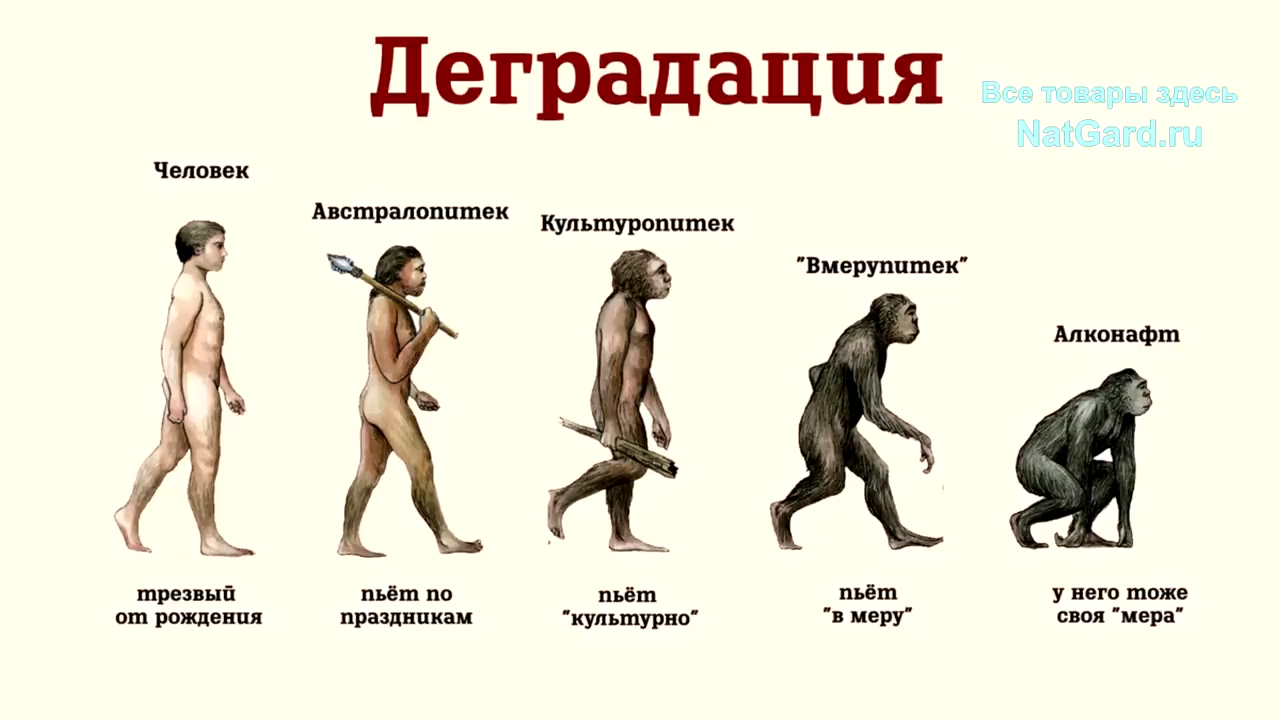 Деградация
Все товары здесь
NatGard.ru
Человек
Австралопитек
Культуропитек
"Вмерупитек"
Алконафт
трезвый
от рождения
пьёт по
праздникам
пьёт
"культурно"
пьёт
"в меру"
у него тоже
своя "мера"